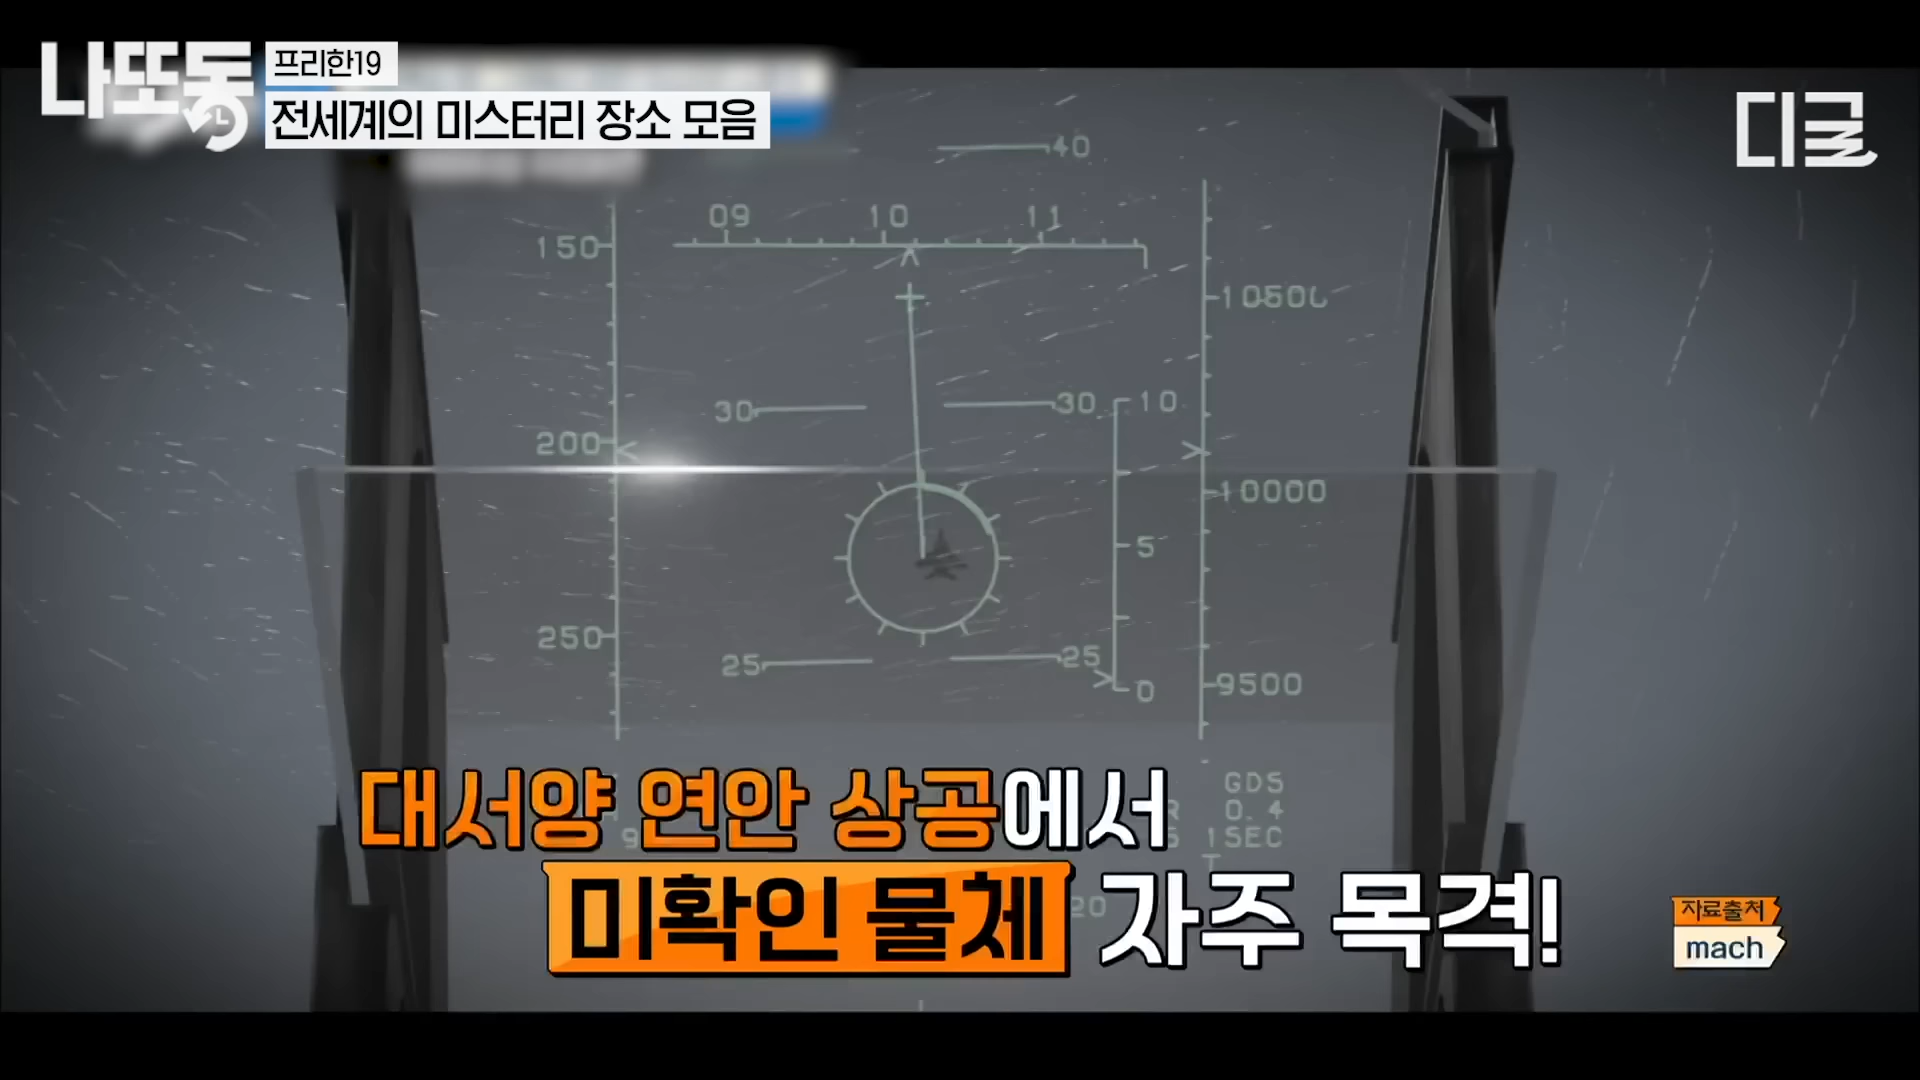 나또동
프리한19
전세계의 미스터리 장소 모음
디글
40
09 10 11
150
10500
30 30 10
200
10000
5
250
25 25
0
9500
GDS
R 0.4
9 S 1SEC
T
대서양 연안 상공에서
미확인 물체 자주 목격!
20
자료출처
mach